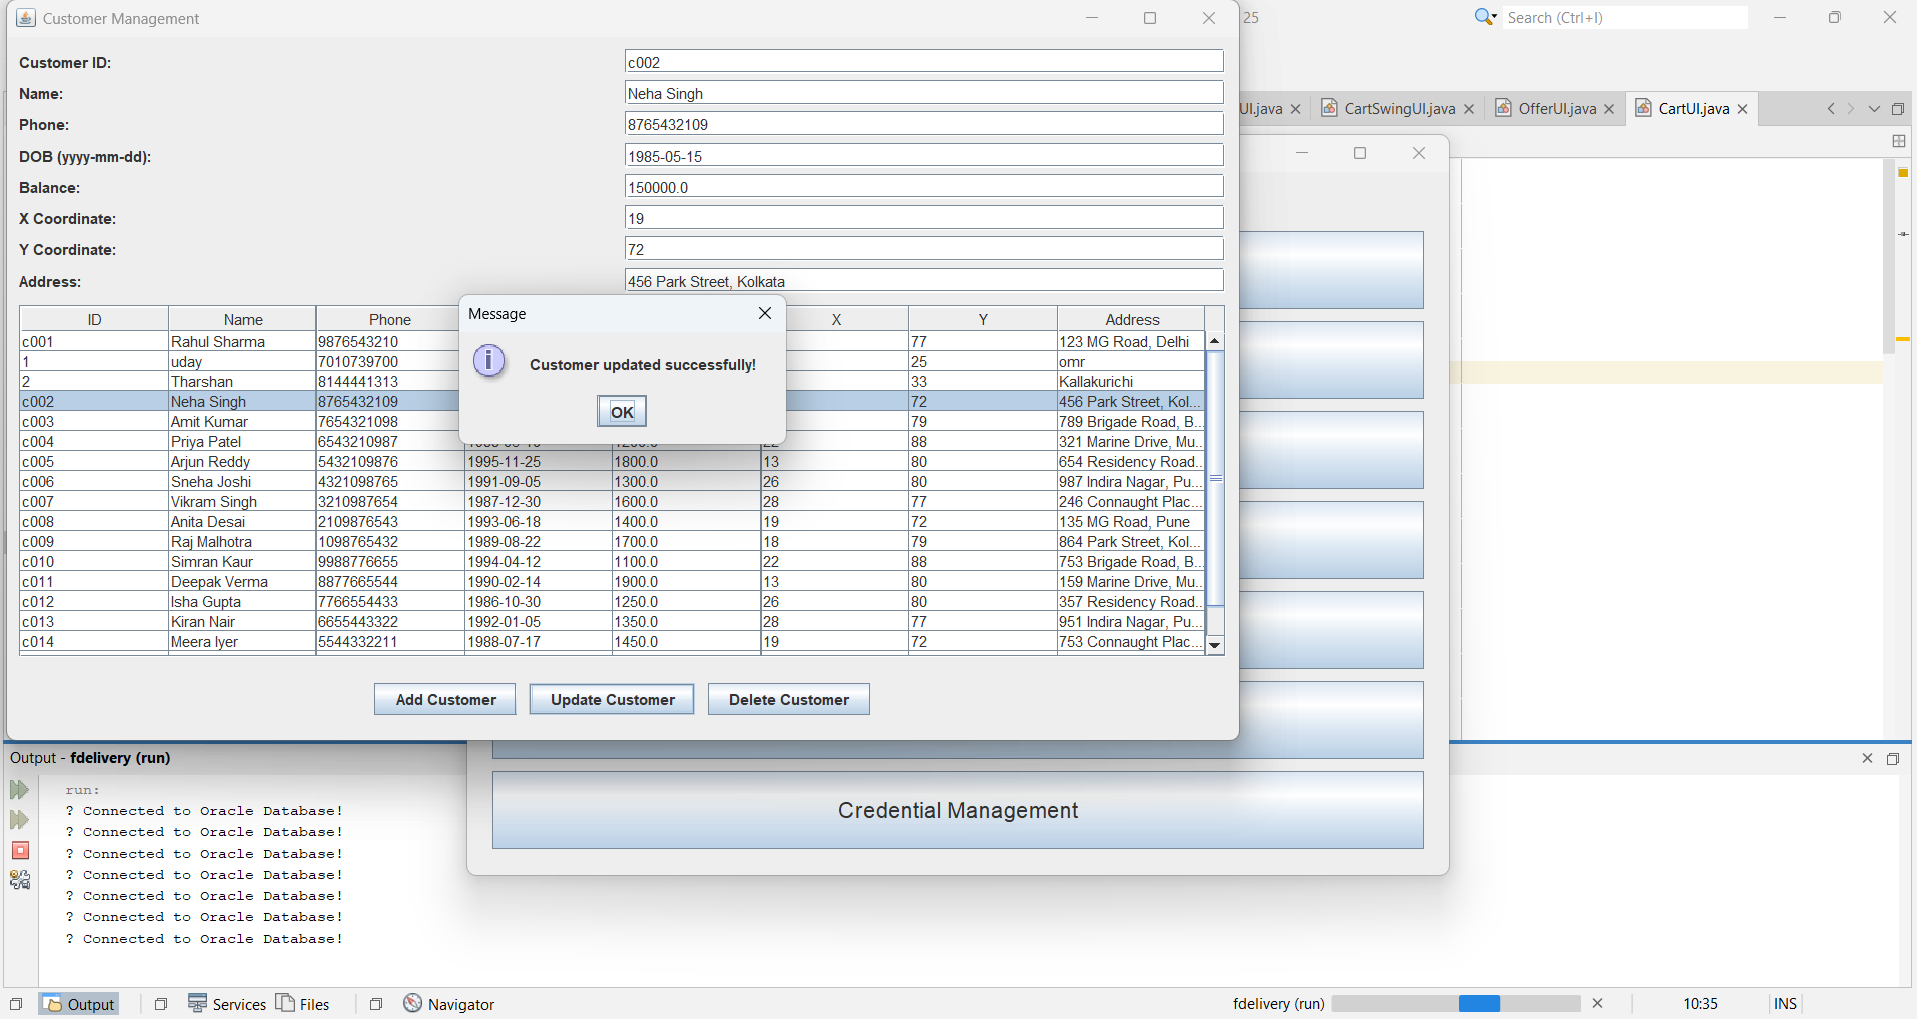 Customer Management
25
Search (Ctrl+I)
Customer ID: c002
Name: Neha Singh
Phone: 8765432109
DOB (yyyy-mm-dd): 1985-05-15
Balance: 150000.0
X Coordinate: 19
Y Coordinate: 72
Address: 456 Park Street, Kolkata
UI.java CartSwingUI.java OfferUI.java CartUI.java
Message
Customer updated successfully!
OK
ID Name Phone X Y Address
c001 Rahul Sharma 9876543210 77 123 MG Road, Delhi
1 uday 7010739700 25 omr
2 Tharshan 8144441313 33 Kallakurichi
c002 Neha Singh 8765432109 72 456 Park Street, Kol...
c003 Amit Kumar 7654321098 79 789 Brigade Road, B...
c004 Priya Patel 6543210987 88 321 Marine Drive, Mu...
c005 Arjun Reddy 5432109876 1995-11-25 1800.0 13 80 654 Residency Road...
c006 Sneha Joshi 4321098765 1991-09-05 1300.0 26 80 987 Indira Nagar, Pu...
c007 Vikram Singh 3210987654 1987-12-30 1600.0 28 77 246 Connaught Plac...
c008 Anita Desai 2109876543 1993-06-18 1400.0 19 72 135 MG Road, Pune
c009 Raj Malhotra 1098765432 1989-08-22 1700.0 18 79 864 Park Street, Kol...
c010 Simran Kaur 9988776655 1994-04-12 1100.0 22 88 753 Brigade Road, B...
c011 Deepak Verma 8877665544 1990-02-14 1900.0 13 80 159 Marine Drive, Mu...
c012 Isha Gupta 7766554433 1986-10-30 1250.0 26 80 357 Residency Road...
c013 Kiran Nair 6655443322 1992-01-05 1350.0 28 77 951 Indira Nagar, Pu...
c014 Meera Iyer 5544332211 1988-07-17 1450.0 19 72 753 Connaught Plac...
Add Customer Update Customer Delete Customer
Credential Management
Output - fdelivery (run)
run:
? Connected to Oracle Database!
? Connected to Oracle Database!
? Connected to Oracle Database!
? Connected to Oracle Database!
? Connected to Oracle Database!
? Connected to Oracle Database!
? Connected to Oracle Database!
Output Services Files Navigator fdelivery (run) 10:35 INS